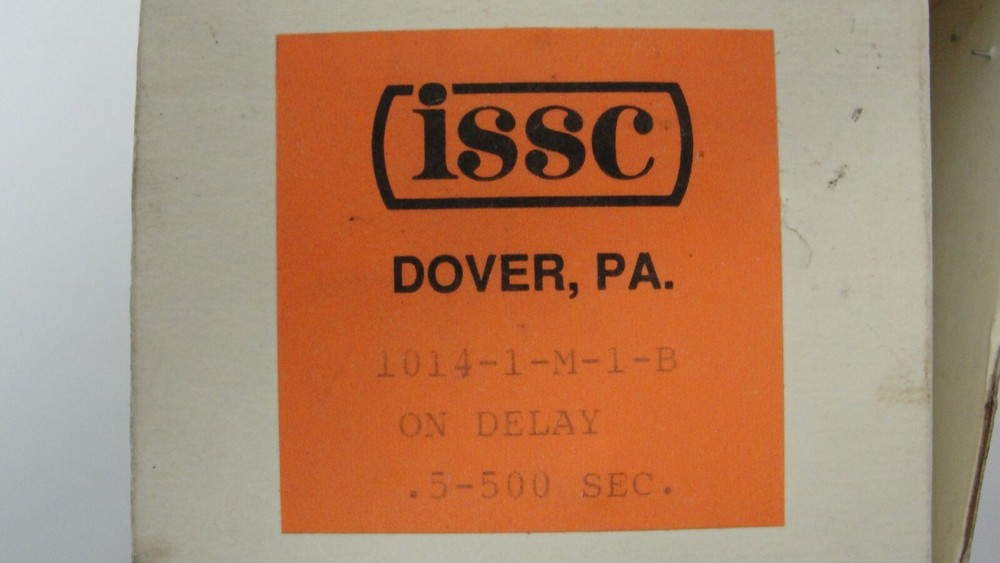 issc
DOVER, PA.
1014-1-M-1-B
ON DELAY
.5-500 SEC.